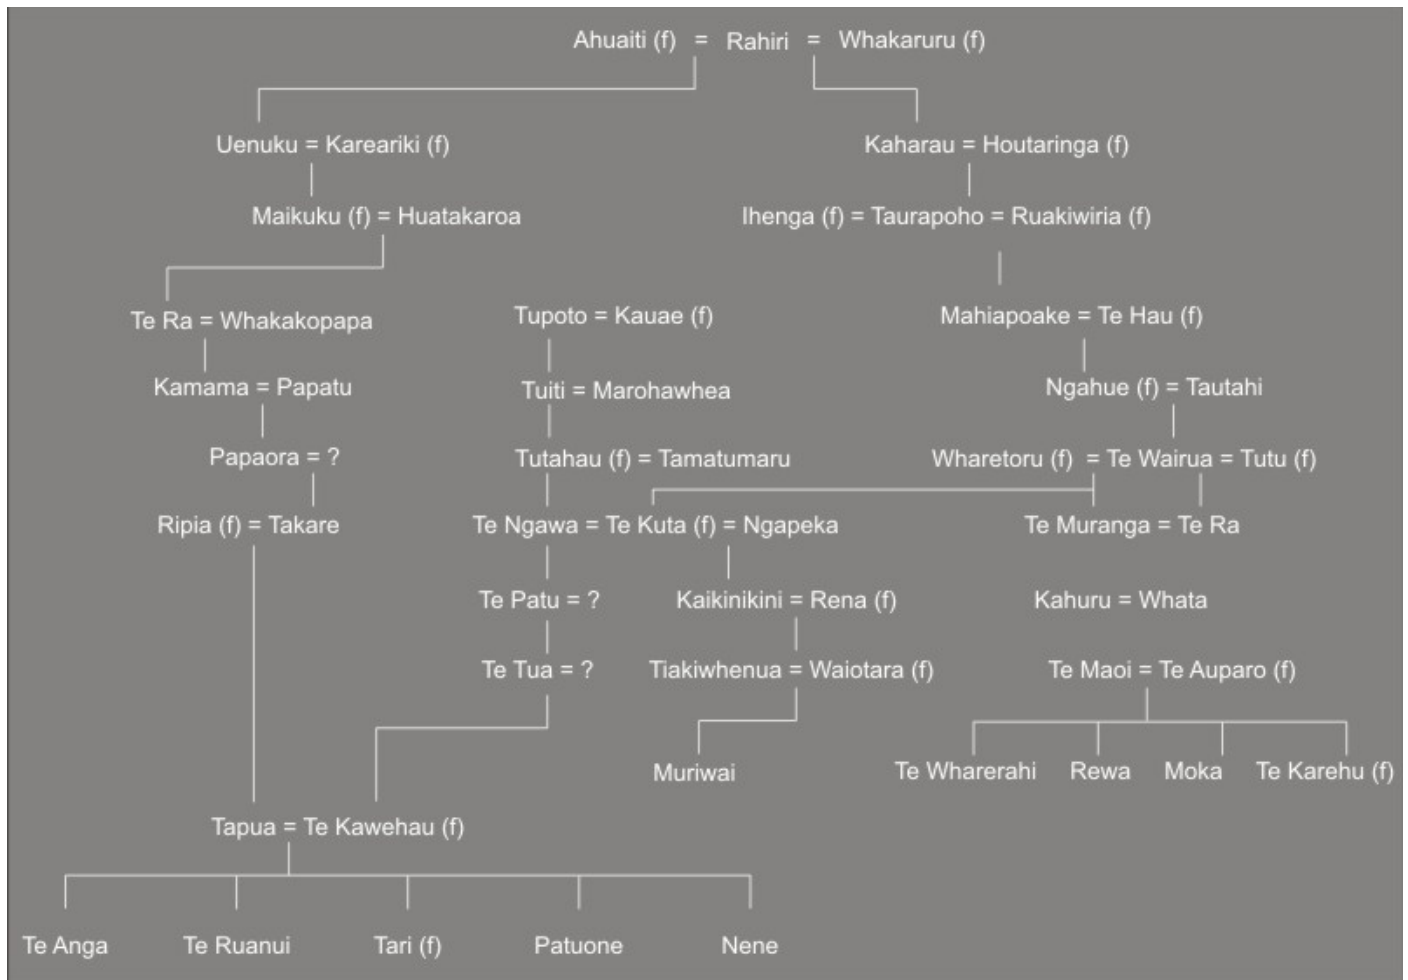 Ahuaiti (f) = Rahiri = Whakaruru (f)
Uenuku = Kareariki (f)
Kaharau = Houtaringa (f)
Maikuku (f) = Huatakaroa
Ihenga (f) = Taurapoho = Ruakiwiria (f)
Te Ra = Whakakopapa
Tupoto = Kauae (f)
Mahiapoake = Te Hau (f)
Kamama = Papatu
Tuiti = Marohawhea
Ngahue (f) = Tautahi
Papaora = ?
Tutahau (f) = Tamatumaru
Wharetoru (f) = Te Wairua = Tutu (f)
Ripia (f) = Takare
Te Ngawa = Te Kuta (f) = Ngapeka
Te Muranga = Te Ra
Te Patu = ?
Kaikinikini = Rena (f)
Kahuru = Whata
Te Tua = ?
Tiakiwhenua = Waiotara (f)
Te Maoi = Te Auparo (f)
Muriwai
Te Wharerahi
Rewa
Moka
Te Karehu (f)
Tapua = Te Kawehau (f)
Te Anga
Te Ruanui
Tari (f)
Patuone
Nene